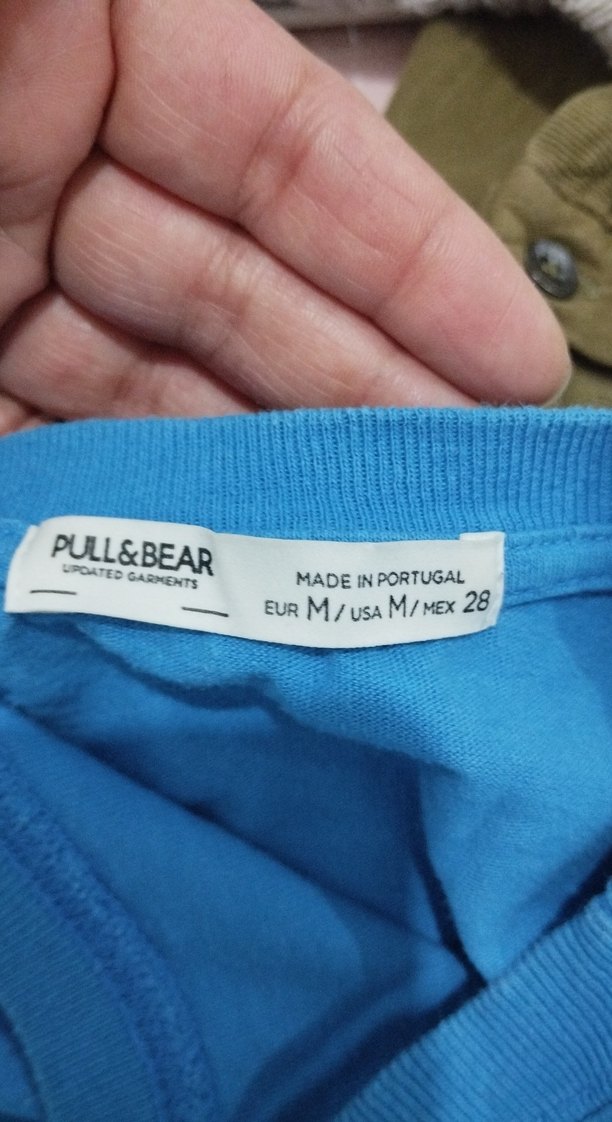 PULL&BEAR
UPDATED GARMENTS
MADE IN PORTUGAL
EUR M/USA M/MEX 28